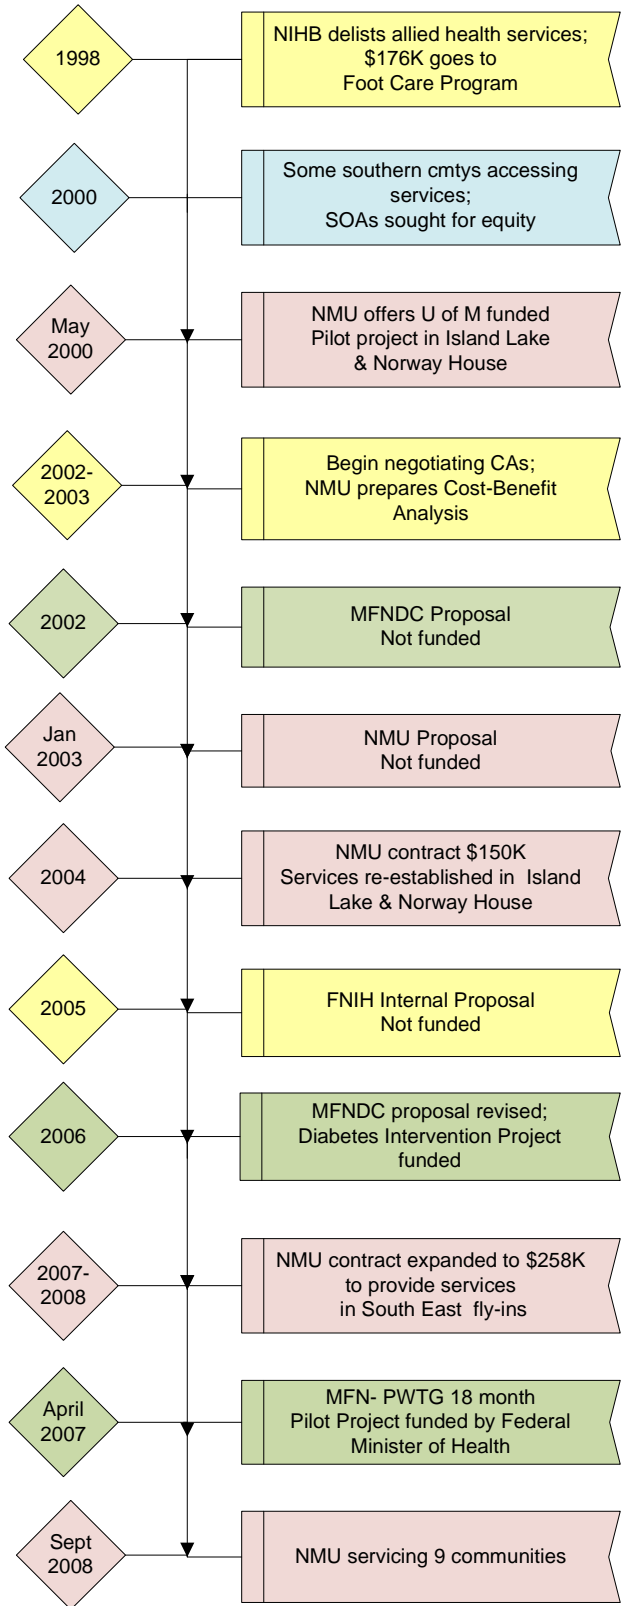 1998
NIHB delists allied health services;
$176K goes to
Foot Care Program
2000
Some southern cmtys accessing
services;
SOAs sought for equity
May
2000
NMU offers U of M funded
Pilot project in Island Lake
& Norway House
2002-
2003
Begin negotiating CAs;
NMU prepares Cost-Benefit
Analysis
2002
MFNDC Proposal
Not funded
Jan
2003
NMU Proposal
Not funded
2004
NMU contract $150K
Services re-established in Island
Lake & Norway House
2005
FNIH Internal Proposal
Not funded
2006
MFNDC proposal revised;
Diabetes Intervention Project
funded
2007-
2008
NMU contract expanded to $258K
to provide services
in South East fly-ins
April
2007
MFN- PWTG 18 month
Pilot Project funded by Federal
Minister of Health
Sept
2008
NMU servicing 9 communities